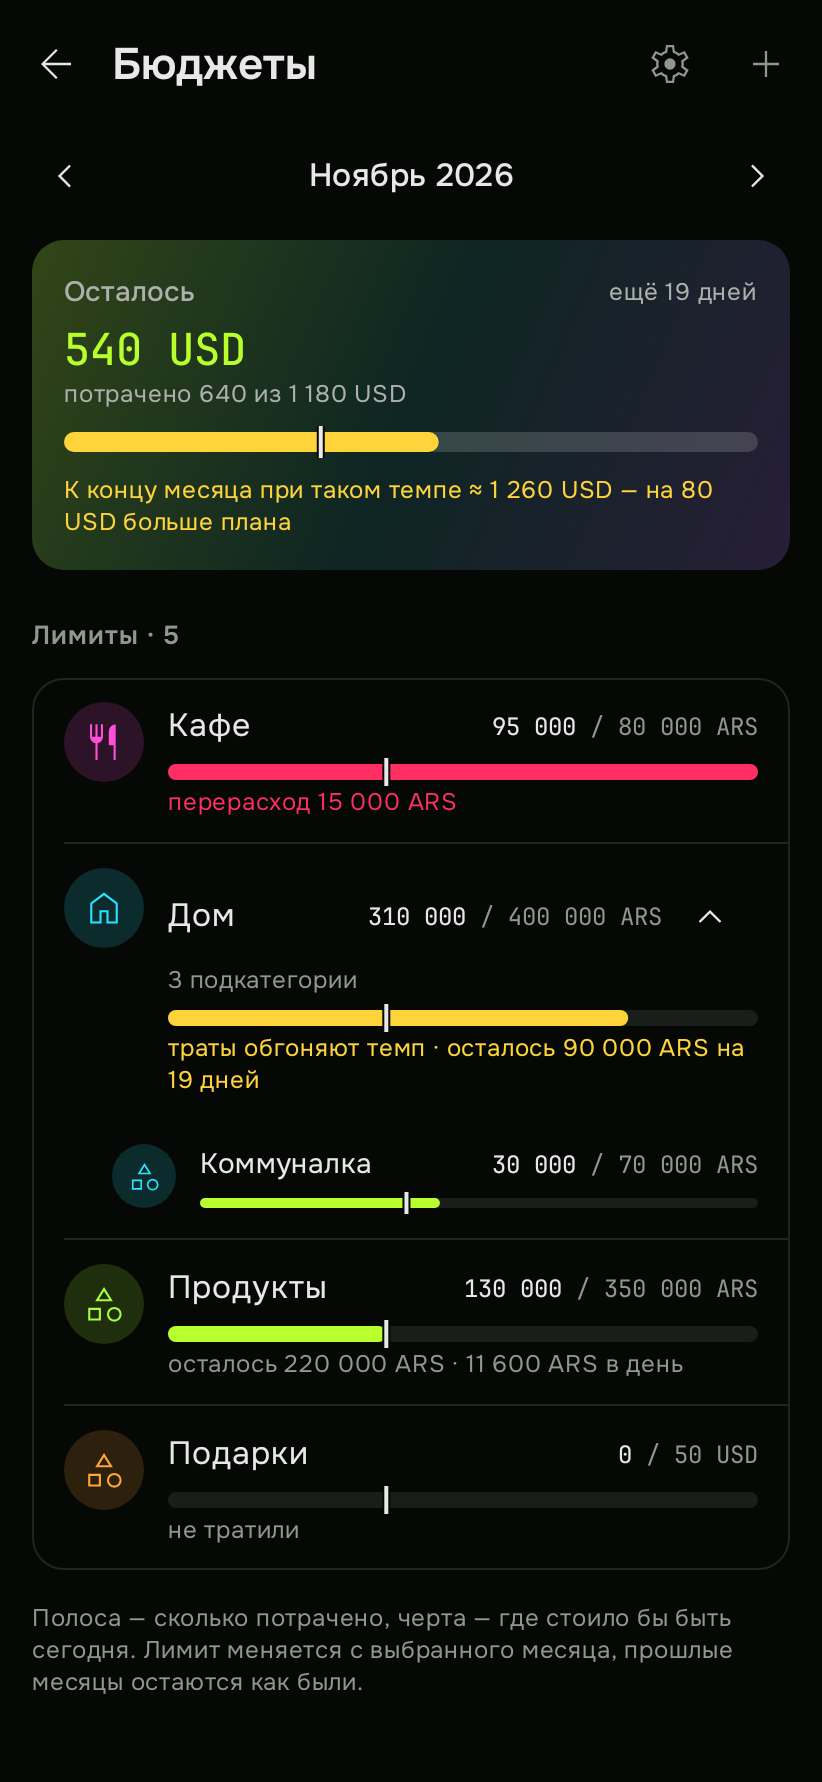 Бюджеты
Ноябрь 2026
Осталось
ещё 19 дней
540 USD
потрачено 640 из 1 180 USD
К концу месяца при таком темпе ≈ 1 260 USD — на 80
USD больше плана
Лимиты · 5
Кафе
95 000 / 80 000 ARS
перерасход 15 000 ARS
Дом
310 000 / 400 000 ARS
3 подкатегории
траты обгоняют темп · осталось 90 000 ARS на
19 дней
Коммуналка
30 000 / 70 000 ARS
Продукты
130 000 / 350 000 ARS
осталось 220 000 ARS · 11 600 ARS в день
Подарки
0 / 50 USD
не тратили
Полоса — сколько потрачено, черта — где стоило бы быть
сегодня. Лимит меняется с выбранного месяца, прошлые
месяцы остаются как были.